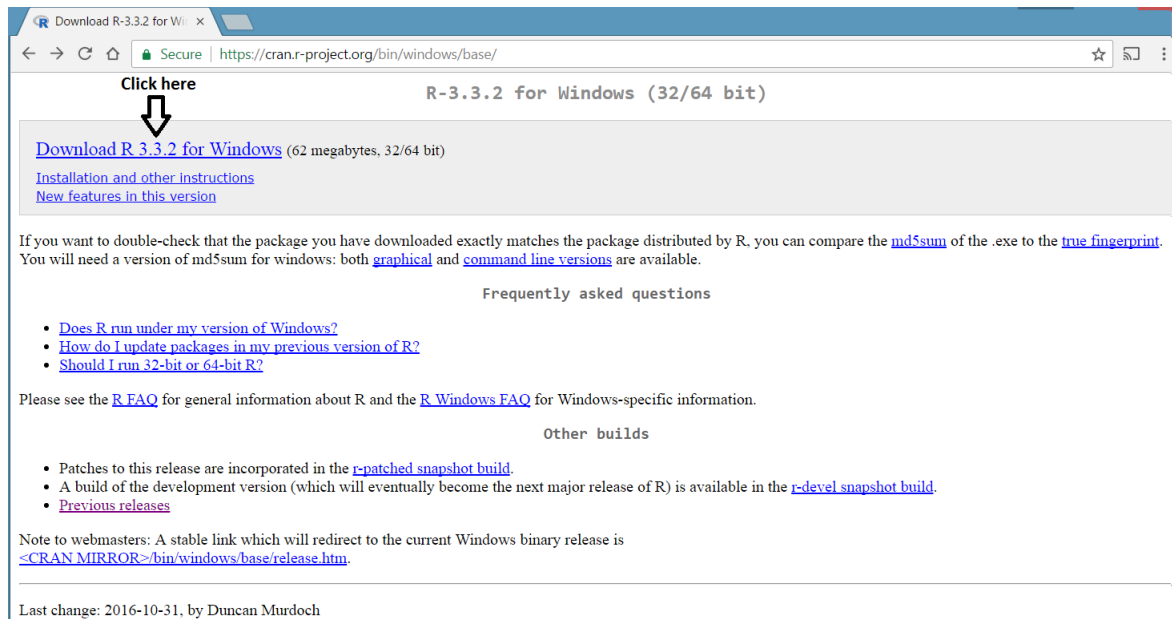 Download R-3.3.2 for Wi
Secure | https://cran.r-project.org/bin/windows/base/
Click here
R-3.3.2 for Windows (32/64 bit)
Download R 3.3.2 for Windows (62 megabytes, 32/64 bit)
Installation and other instructions
New features in this version
If you want to double-check that the package you have downloaded exactly matches the package distributed by R, you can compare the md5sum of the .exe to the true fingerprint.
You will need a version of md5sum for windows: both graphical and command line versions are available.
Frequently asked questions
• Does R run under my version of Windows?
• How do I update packages in my previous version of R?
• Should I run 32-bit or 64-bit R?
Please see the R FAQ for general information about R and the R Windows FAQ for Windows-specific information.
Other builds
• Patches to this release are incorporated in the r-patched snapshot build.
• A build of the development version (which will eventually become the next major release of R) is available in the r-devel snapshot build.
• Previous releases
Note to webmasters: A stable link which will redirect to the current Windows binary release is
<CRAN MIRROR>/bin/windows/base/release.htm.
Last change: 2016-10-31, by Duncan Murdoch